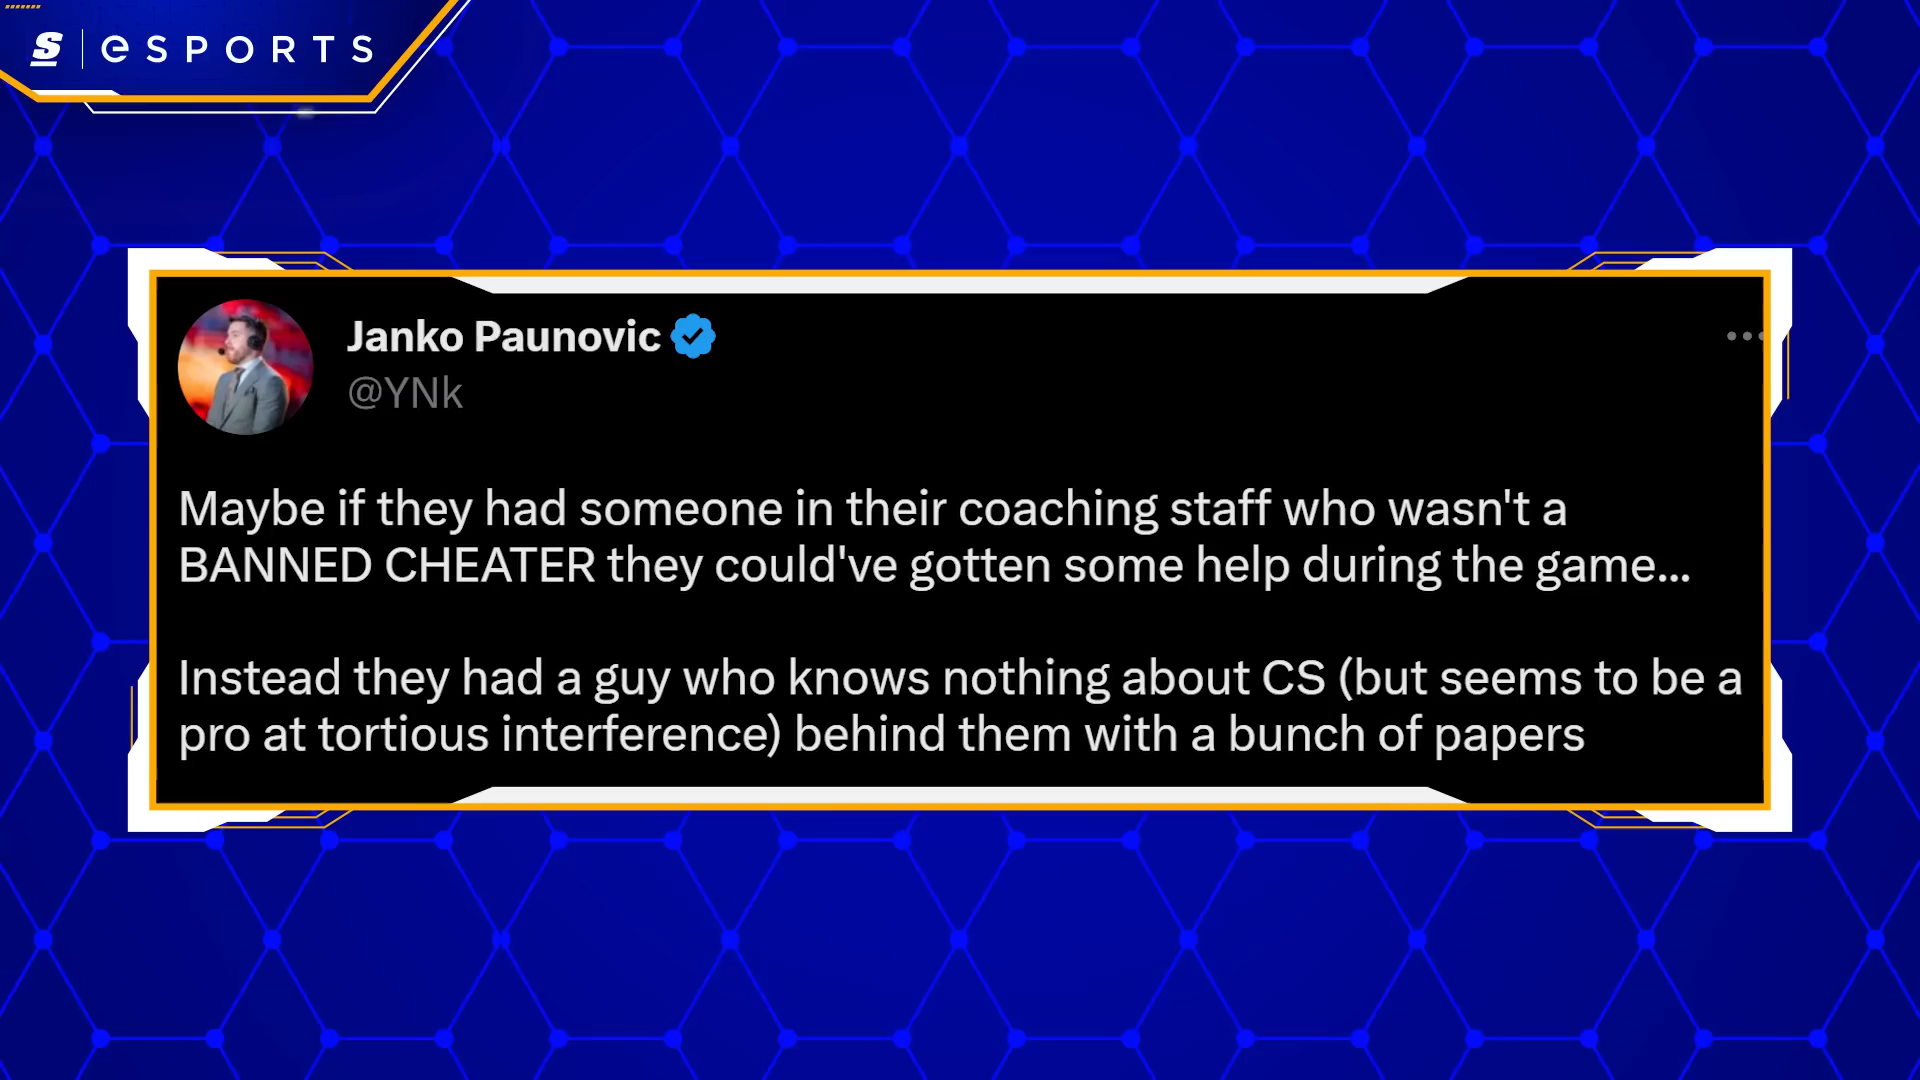 S | eSPORTS
Janko Paunovic
@YNk
Maybe if they had someone in their coaching staff who wasn't a
BANNED CHEATER they could've gotten some help during the game...
Instead they had a guy who knows nothing about CS (but seems to be a
pro at tortious interference) behind them with a bunch of papers